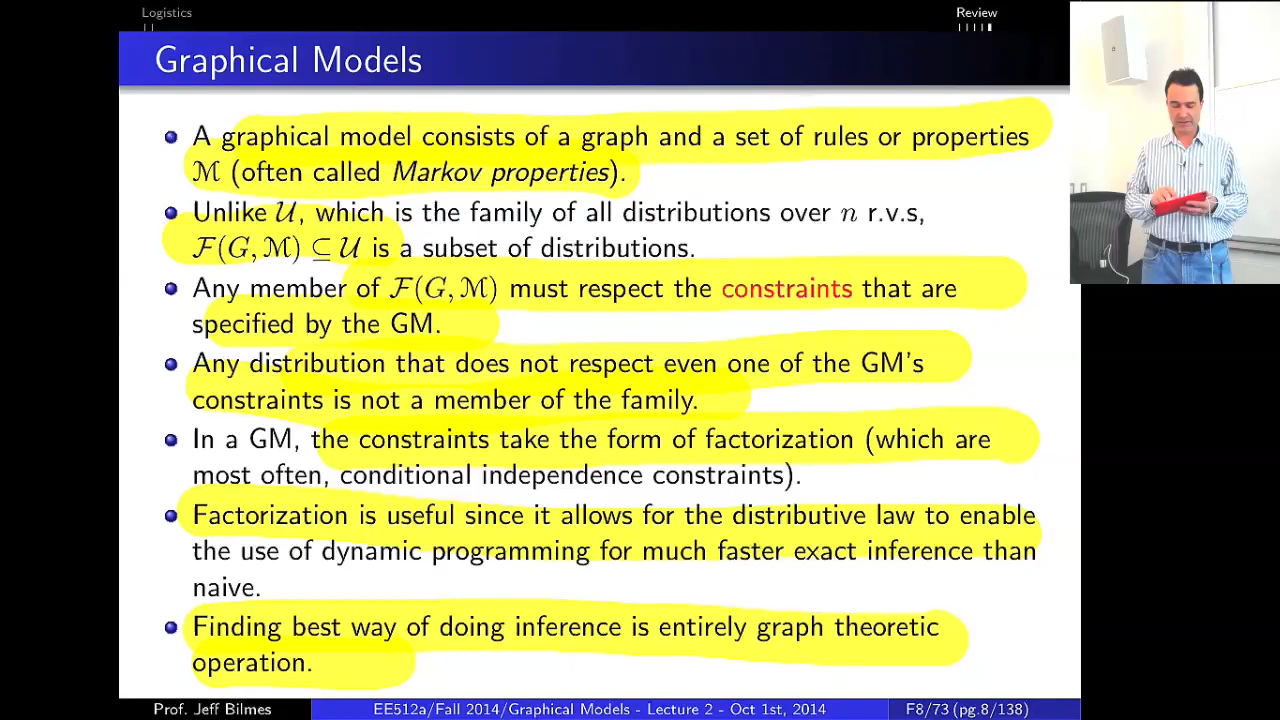 Logistics
Review
Graphical Models
A graphical model consists of a graph and a set of rules or properties
ℳ (often called Markov properties).
Unlike 𝒰, which is the family of all distributions over n r.v.s,
ℱ(G, ℳ) ⊆ 𝒰 is a subset of distributions.
Any member of ℱ(G, ℳ) must respect the constraints that are
specified by the GM.
Any distribution that does not respect even one of the GM's
constraints is not a member of the family.
In a GM, the constraints take the form of factorization (which are
most often, conditional independence constraints).
Factorization is useful since it allows for the distributive law to enable
the use of dynamic programming for much faster exact inference than
naive.
Finding best way of doing inference is entirely graph theoretic
operation.
Prof. Jeff Bilmes
EE512a/Fall 2014/Graphical Models - Lecture 2 - Oct 1st, 2014
F8/73 (pg.8/138)